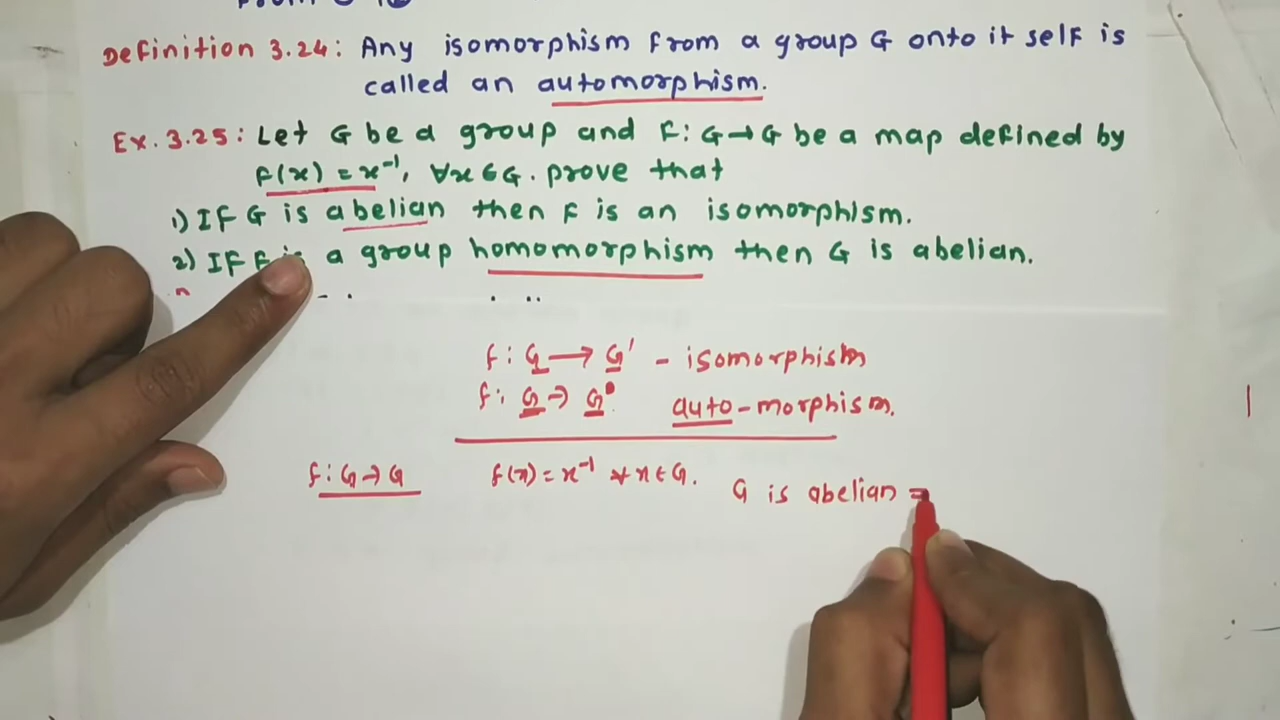 Definition 3.24: Any isomorphism from a group G onto it self is
called an automorphism.
Ex. 3.25: Let G be a group and f: G→G be a map defined by
f(x) = x⁻¹, ∀x∈G. prove that
1) If G is abelian then f is an isomorphism.
2) If f is a group homomorphism then G is abelian.
f: G → G' - isomorphism
f: G → G auto-morphism.
f: G → G f(x) = x⁻¹ ∀ x ∈ G. G is abelian =